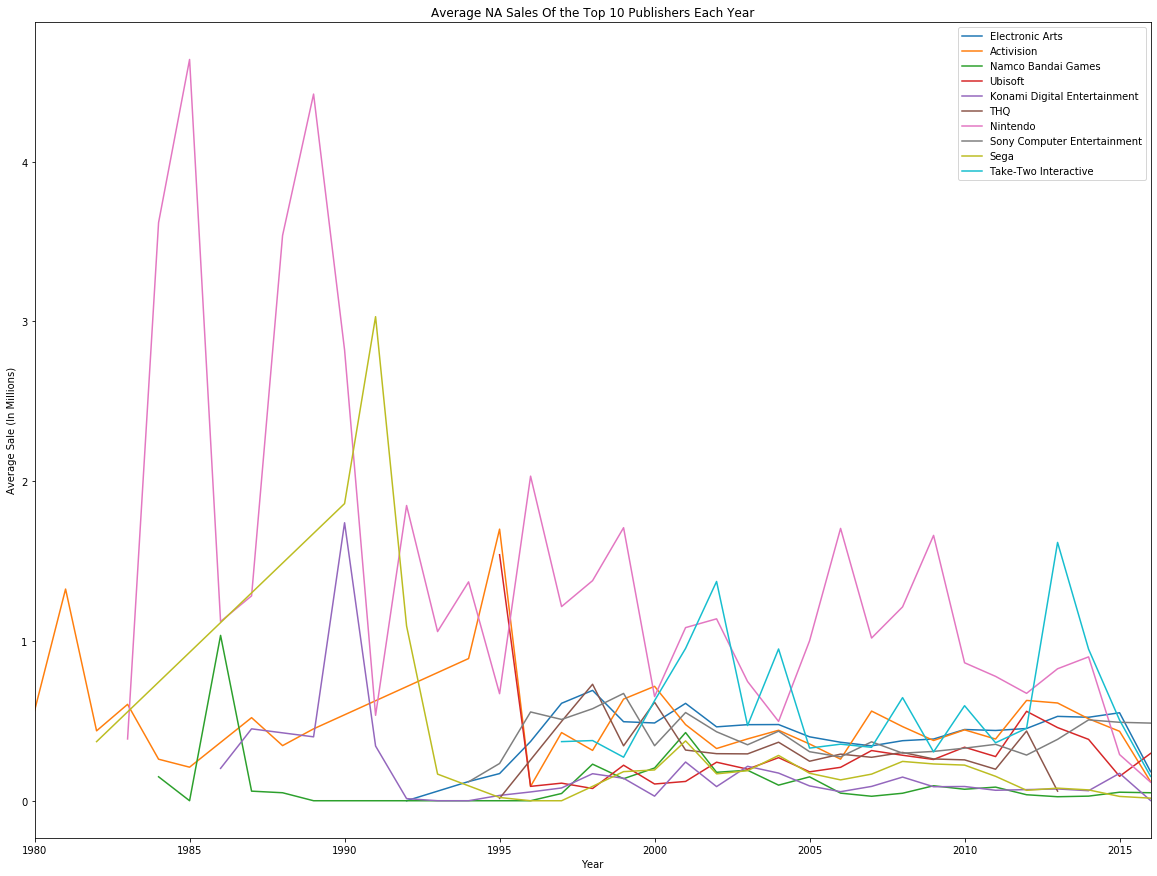 Average NA Sales Of the Top 10 Publishers Each Year
Electronic Arts
Activision
Namco Bandai Games
Ubisoft
Konami Digital Entertainment
THQ
Nintendo
Sony Computer Entertainment
Sega
Take-Two Interactive
Average Sale (In Millions)
4
3
2
1
0
1980
1985
1990
1995
2000
2005
2010
2015
Year